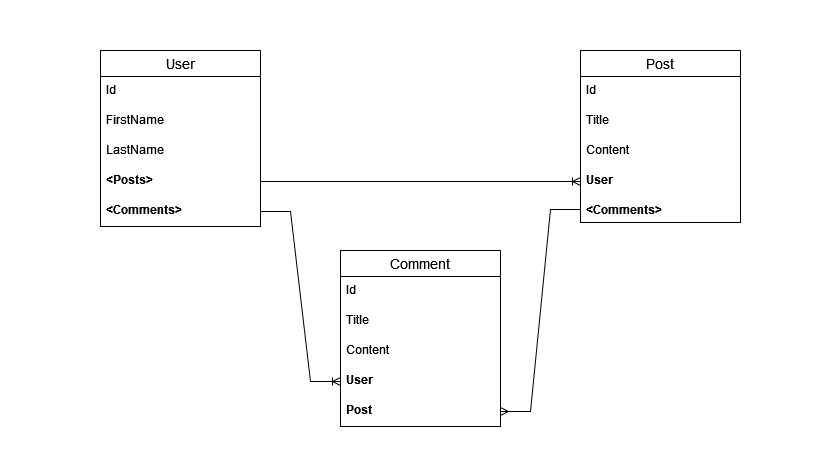 User
Id
FirstName
LastName
<Posts>
<Comments>
Post
Id
Title
Content
User
<Comments>
Comment
Id
Title
Content
User
Post